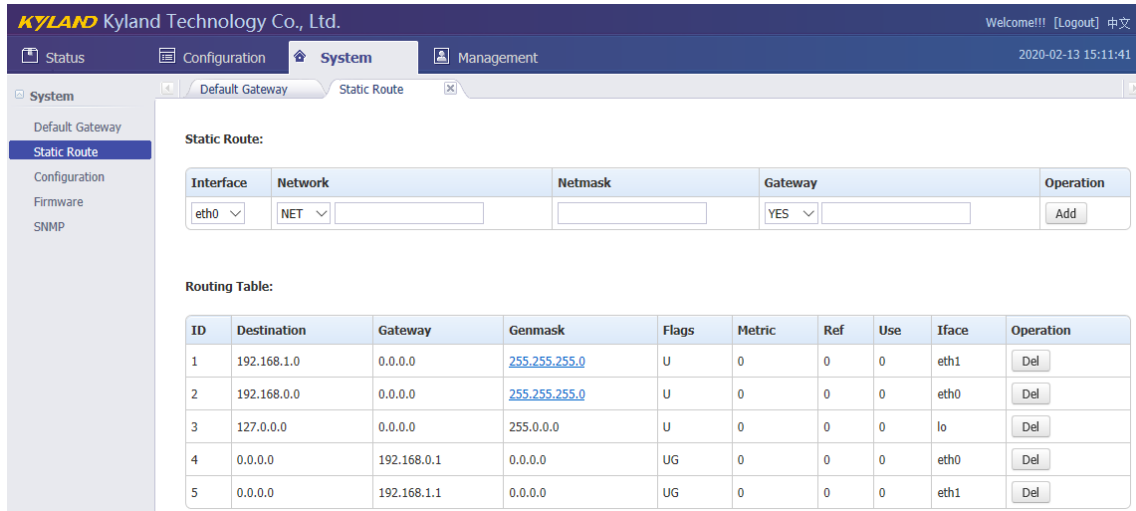 KYLAND Kyland Technology Co., Ltd. Welcome!!! [Logout] 中文
Status Configuration System Management 2020-02-13 15:11:41
System Default Gateway Static Route
Default Gateway
Static Route
Configuration
Firmware
SNMP
Static Route:
Interface Network Netmask Gateway Operation
eth0 NET YES Add
Routing Table:
ID Destination Gateway Genmask Flags Metric Ref Use Iface Operation
1 192.168.1.0 0.0.0.0 255.255.255.0 U 0 0 0 eth1 Del
2 192.168.0.0 0.0.0.0 255.255.255.0 U 0 0 0 eth0 Del
3 127.0.0.0 0.0.0.0 255.0.0.0 U 0 0 0 lo Del
4 0.0.0.0 192.168.0.1 0.0.0.0 UG 0 0 0 eth0 Del
5 0.0.0.0 192.168.1.1 0.0.0.0 UG 0 0 0 eth1 Del